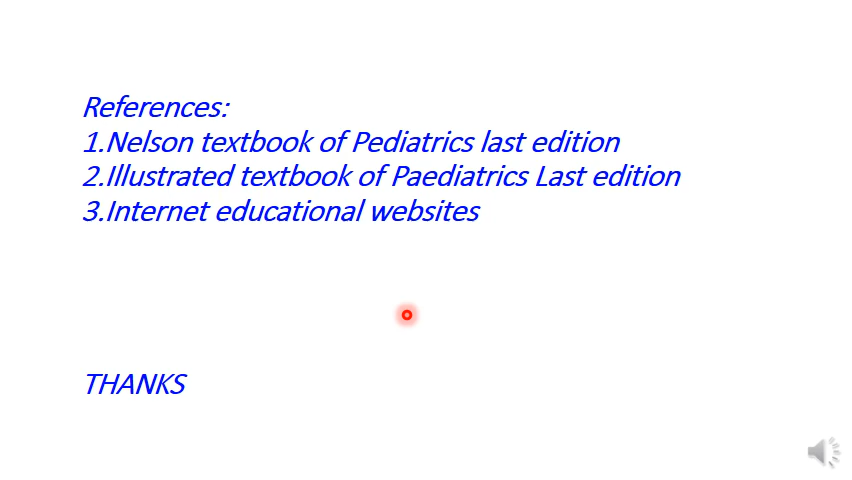 References:
1.Nelson textbook of Pediatrics last edition
2.Illustrated textbook of Paediatrics Last edition
3.Internet educational websites
THANKS